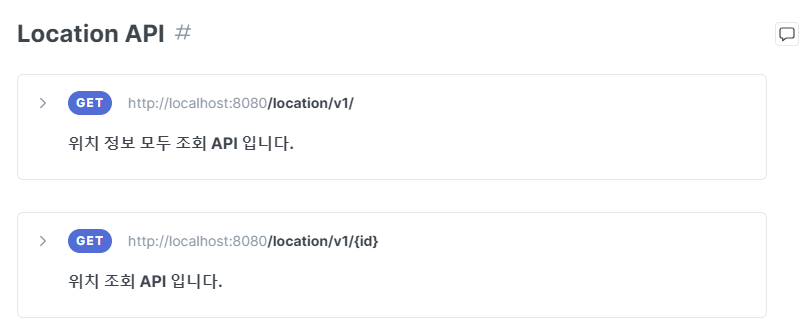 Location API #
GET http://localhost:8080/location/v1/
위치 정보 모두 조회 API 입니다.
GET http://localhost:8080/location/v1/{id}
위치 조회 API 입니다.